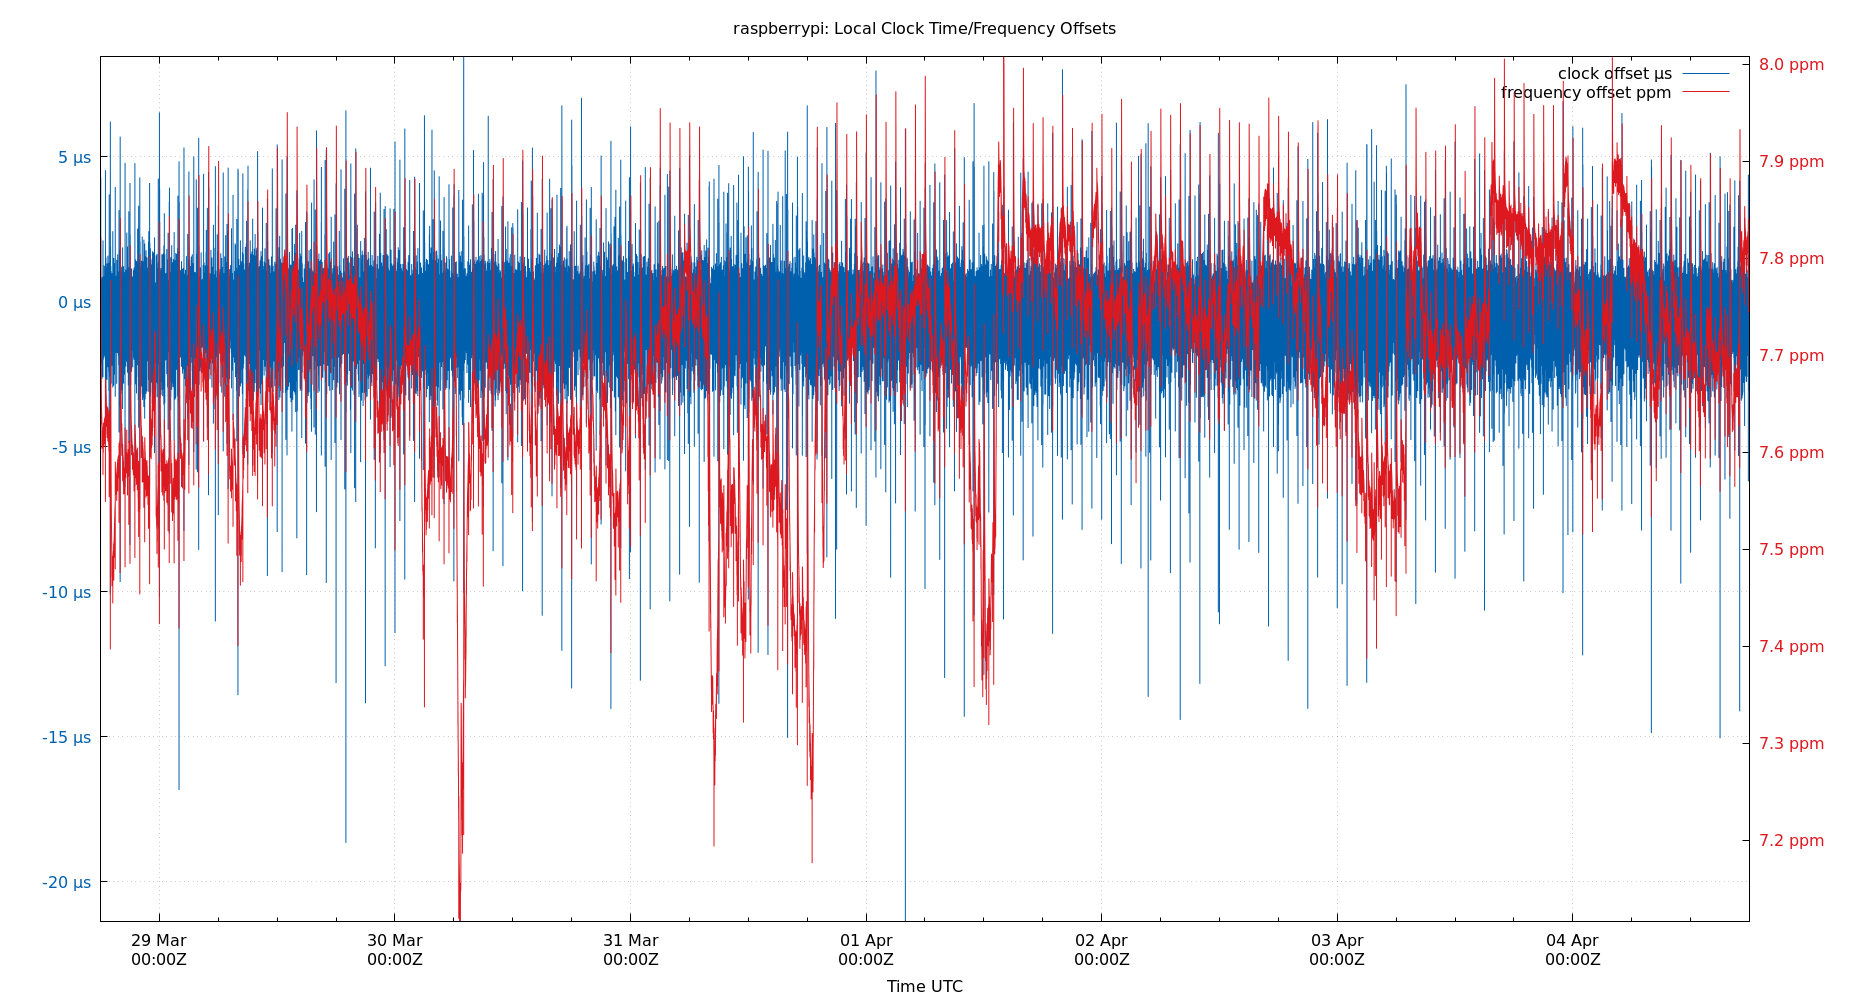 raspberrypi: Local Clock Time/Frequency Offsets
clock offset µs
frequency offset ppm
5 µs
0 µs
-5 µs
-10 µs
-15 µs
-20 µs
8.0 ppm
7.9 ppm
7.8 ppm
7.7 ppm
7.6 ppm
7.5 ppm
7.4 ppm
7.3 ppm
7.2 ppm
29 Mar
00:00Z
30 Mar
00:00Z
31 Mar
00:00Z
01 Apr
00:00Z
02 Apr
00:00Z
03 Apr
00:00Z
04 Apr
00:00Z
Time UTC